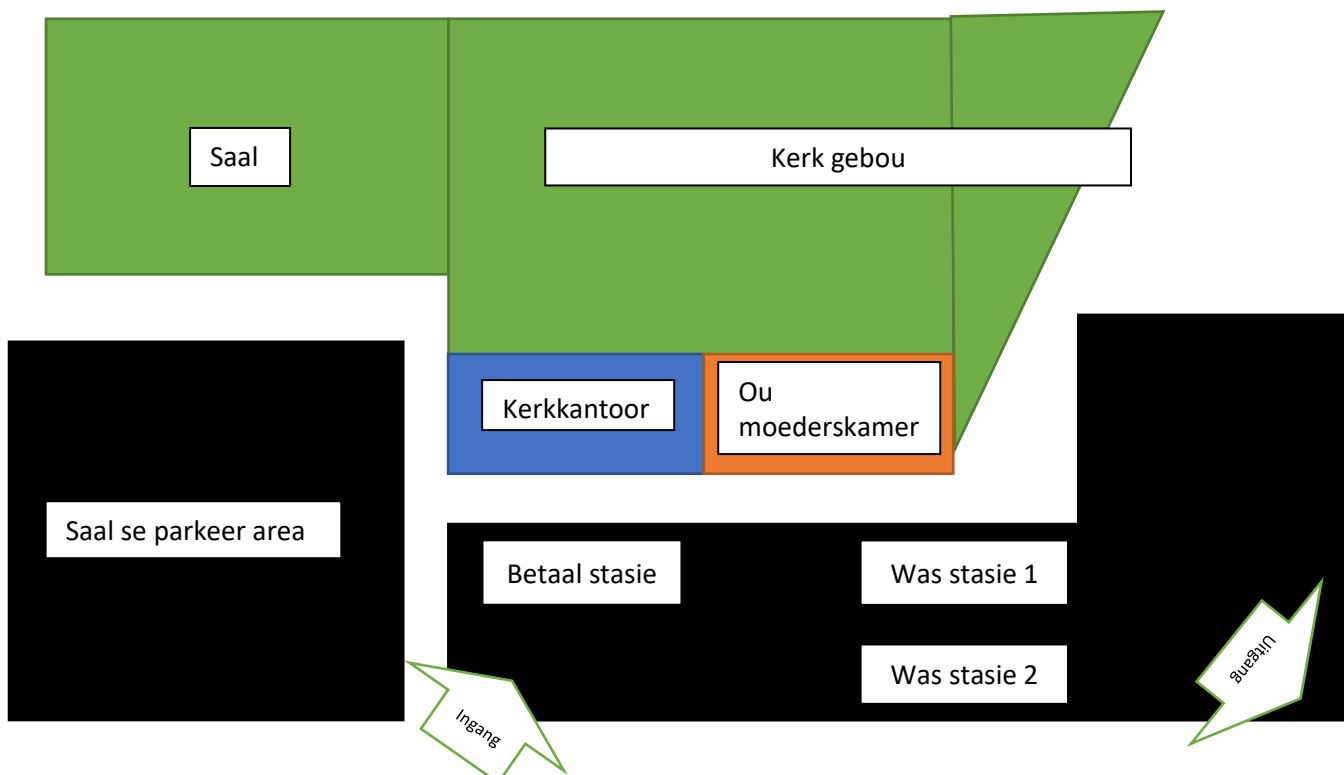 Saal
Kerk gebou
Kerkkantoor
Ou
moederskamer
Saal se parkeer area
Betaal stasie
Was stasie 1
Was stasie 2
Ingang
Uitgang